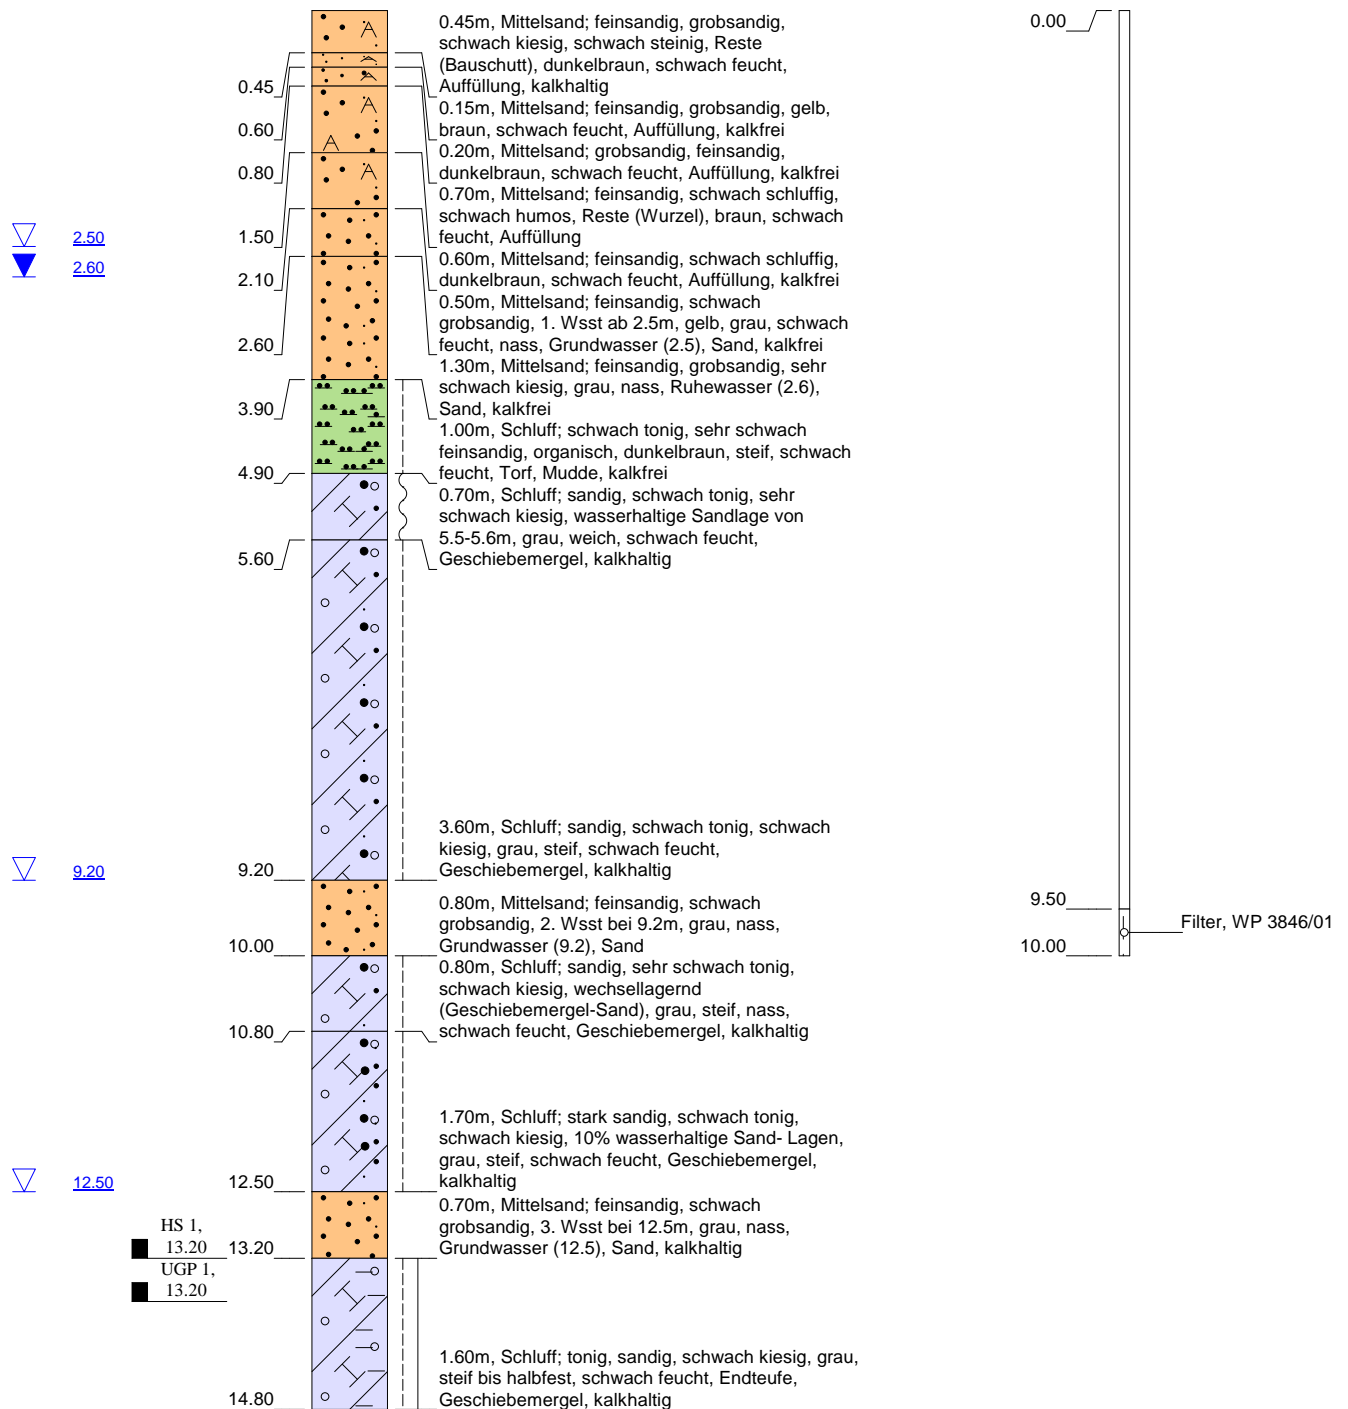 0.45m, Mittelsand; feinsandig, grobsandig,
schwach kiesig, schwach steinig, Reste
(Bauschutt), dunkelbraun, schwach feucht,
Auffüllung, kalkhaltig
0.15m, Mittelsand; feinsandig, grobsandig, gelb,
braun, schwach feucht, Auffüllung, kalkfrei
0.20m, Mittelsand; grobsandig, feinsandig,
dunkelbraun, schwach feucht, Auffüllung, kalkfrei
0.70m, Mittelsand; feinsandig, schwach schluffig,
schwach humos, Reste (Wurzel), braun, schwach
feucht, Auffüllung
0.60m, Mittelsand; feinsandig, schwach schluffig,
dunkelbraun, schwach feucht, Auffüllung, kalkfrei
0.50m, Mittelsand; feinsandig, schwach
grobsandig, 1. Wsst ab 2.5m, gelb, grau, schwach
feucht, nass, Grundwasser (2.5), Sand, kalkfrei
1.30m, Mittelsand; feinsandig, grobsandig, sehr
schwach kiesig, grau, nass, Ruhewasser (2.6),
Sand, kalkfrei
1.00m, Schluff; schwach tonig, sehr schwach
feinsandig, organisch, dunkelbraun, steif, schwach
feucht, Torf, Mudde, kalkfrei
0.70m, Schluff; sandig, schwach tonig, sehr
schwach kiesig, wasserhaltige Sandlage von
5.5-5.6m, grau, weich, schwach feucht,
Geschiebemergel, kalkhaltig
3.60m, Schluff; sandig, schwach tonig, schwach
kiesig, grau, steif, schwach feucht,
Geschiebemergel, kalkhaltig
0.80m, Mittelsand; feinsandig, schwach
grobsandig, 2. Wsst bei 9.2m, grau, nass,
Grundwasser (9.2), Sand
0.80m, Schluff; sandig, sehr schwach tonig,
schwach kiesig, wechsellagernd
(Geschiebemergel-Sand), grau, steif, nass,
schwach feucht, Geschiebemergel, kalkhaltig
1.70m, Schluff; stark sandig, schwach tonig,
schwach kiesig, 10% wasserhaltige Sand- Lagen,
grau, steif, schwach feucht, Geschiebemergel,
kalkhaltig
0.70m, Mittelsand; feinsandig, schwach
grobsandig, 3. Wsst bei 12.5m, grau, nass,
Grundwasser (12.5), Sand, kalkhaltig
1.60m, Schluff; tonig, sandig, schwach kiesig, grau,
steif bis halbfest, schwach feucht, Endteufe,
Geschiebemergel, kalkhaltig
0.45
0.60
0.80
1.50
2.10
2.60
3.90
4.90
5.60
9.20
10.00
10.80
12.50
13.20
14.80
2.50
2.60
9.20
12.50
HS 1,
13.20
UGP 1,
13.20
0.00
9.50
10.00
Filter, WP 3846/01